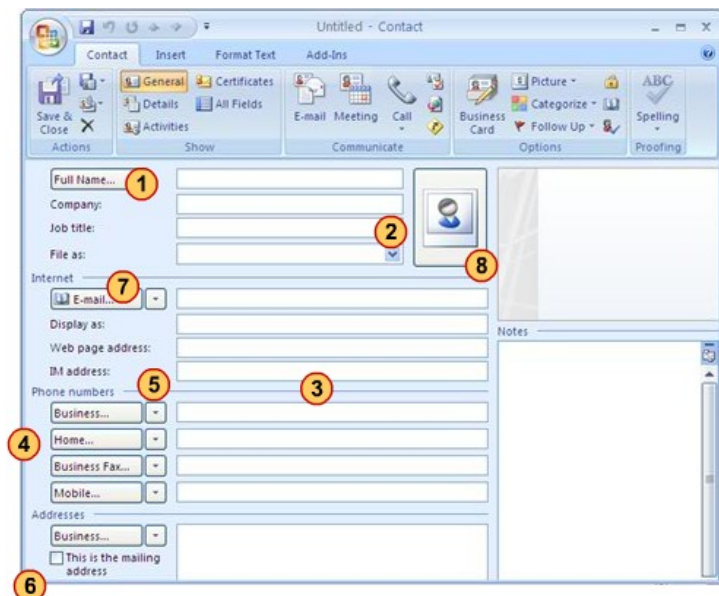 Untitled - Contact
Contact Insert Format Text Add-Ins
Save & Close
General
Details
Activities
Certificates
All Fields
E-mail Meeting Call
Business Card
Picture
Categorize
Follow Up
ABC
Spelling
Actions Show Communicate Options Proofing
Full Name... 1
Company:
Job title: 2
File as:
8
Internet
7
E-mail...
Display as:
Web page address:
IM address:
Phone numbers 5 3
Business...
4 Home...
Business Fax...
Mobile...
Addresses
Business...
This is the mailing
address
6
Notes